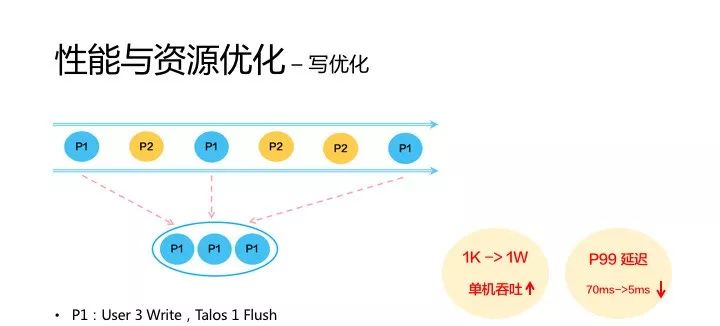 性能与资源优化 – 写优化
P1 P2 P1 P2 P2 P1
P1 P1 P1
1K -> 1W
单机吞吐
P99 延迟
70ms->5ms
• P1：User 3 Write，Talos 1 Flush